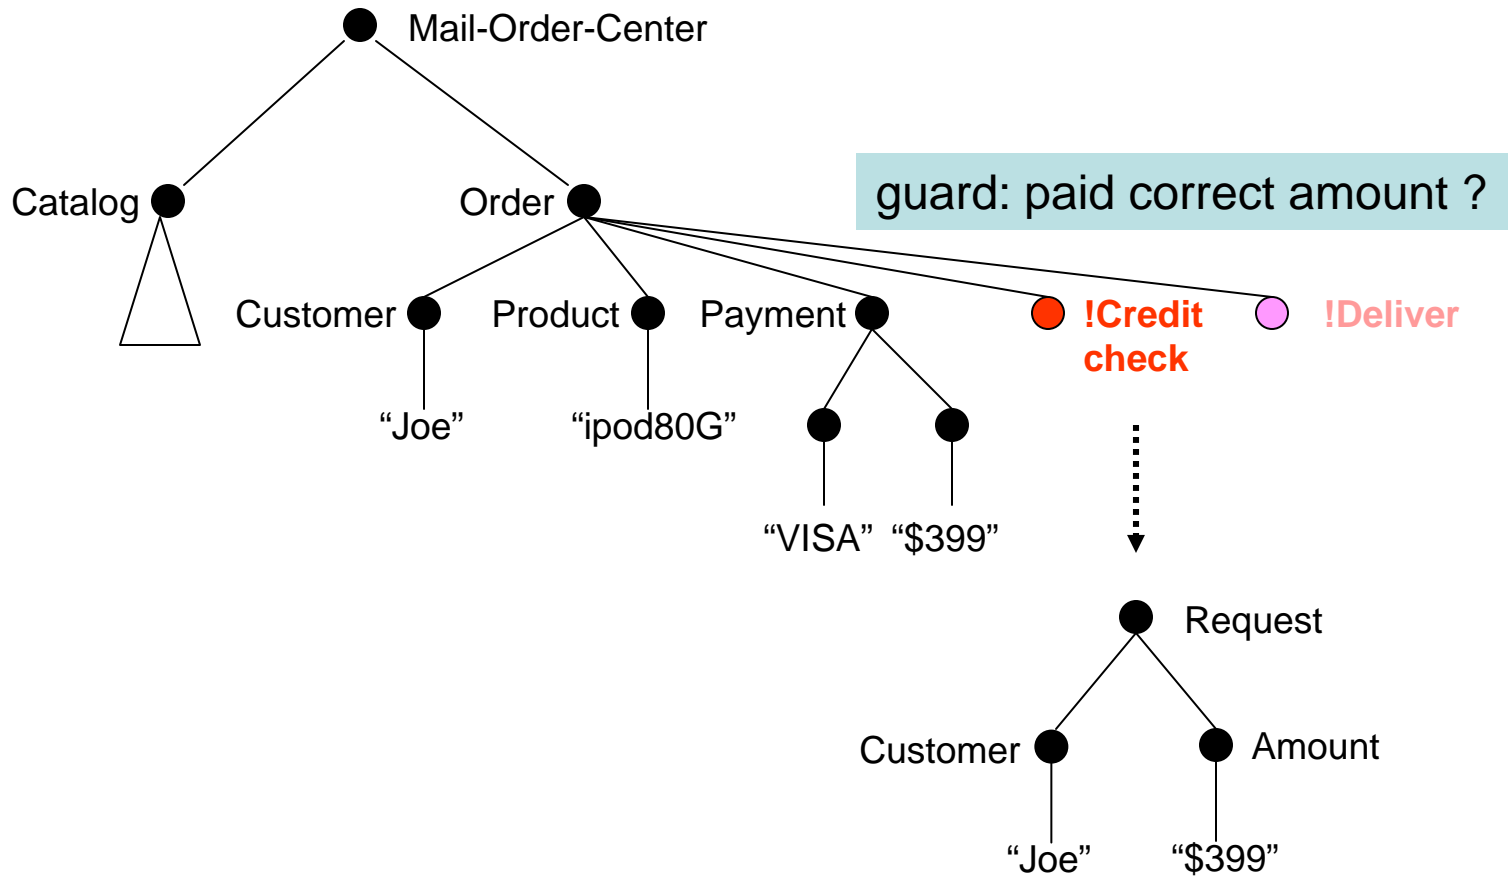 Mail-Order-Center
Catalog
Order
guard: paid correct amount ?
Customer
Product
Payment
!Credit
check
!Deliver
“Joe”
“ipod80G”
“VISA”
“$399”
Request
Customer
Amount
“Joe”
“$399”